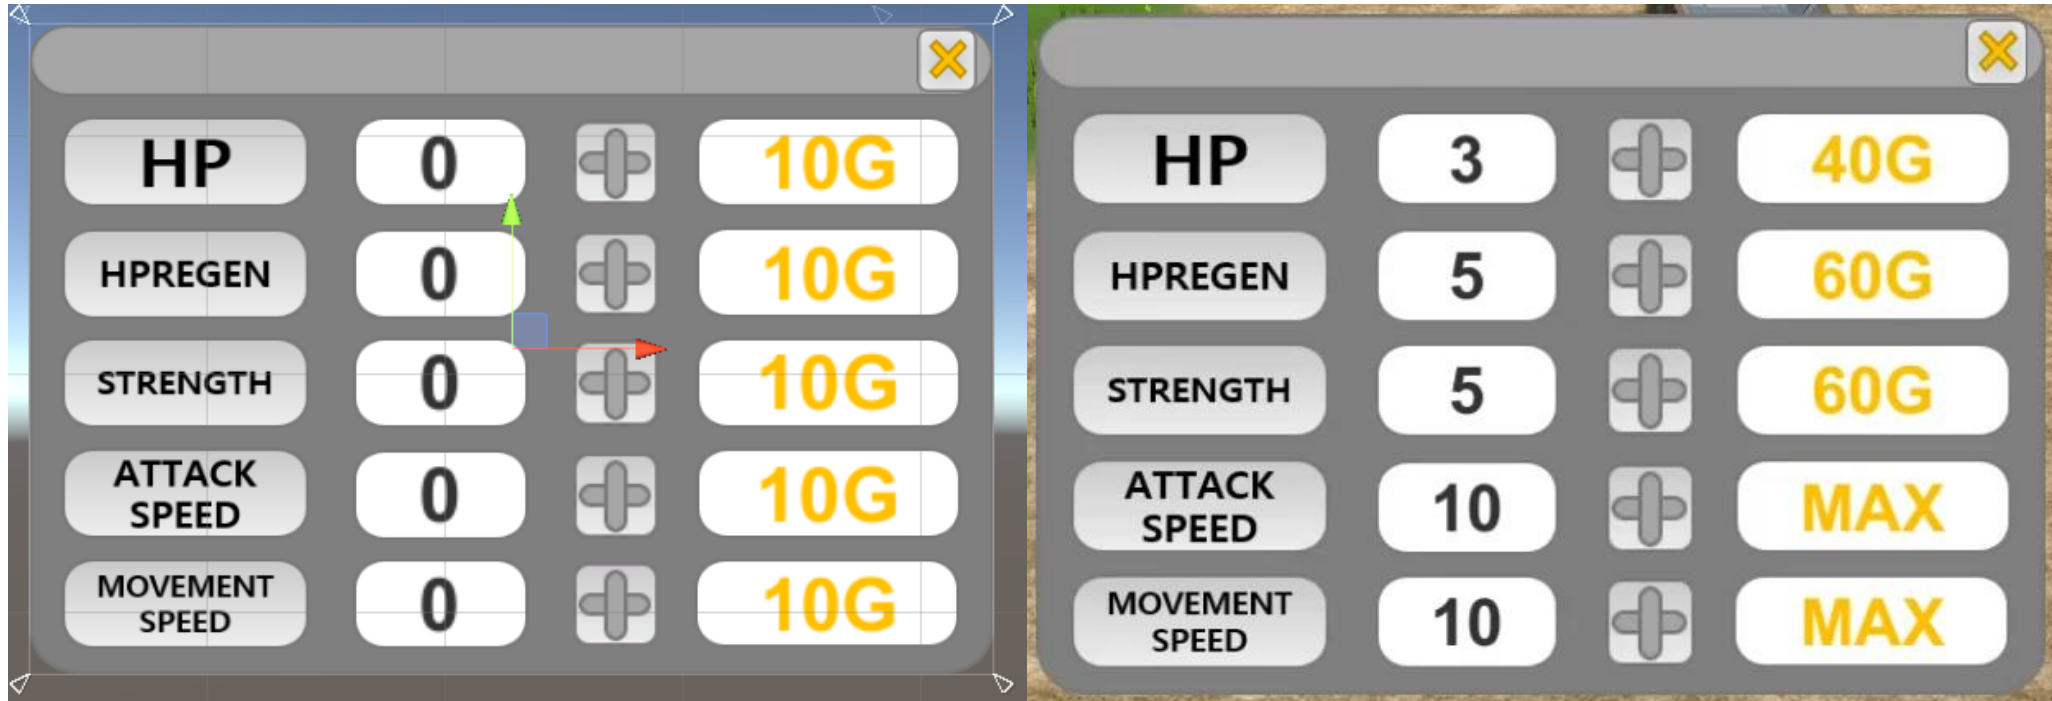 HP 0 10G
HPREGEN 0 10G
STRENGTH 0 10G
ATTACK
SPEED 0 10G
MOVEMENT
SPEED 0 10G
HP 3 40G
HPREGEN 5 60G
STRENGTH 5 60G
ATTACK
SPEED 10 MAX
MOVEMENT
SPEED 10 MAX